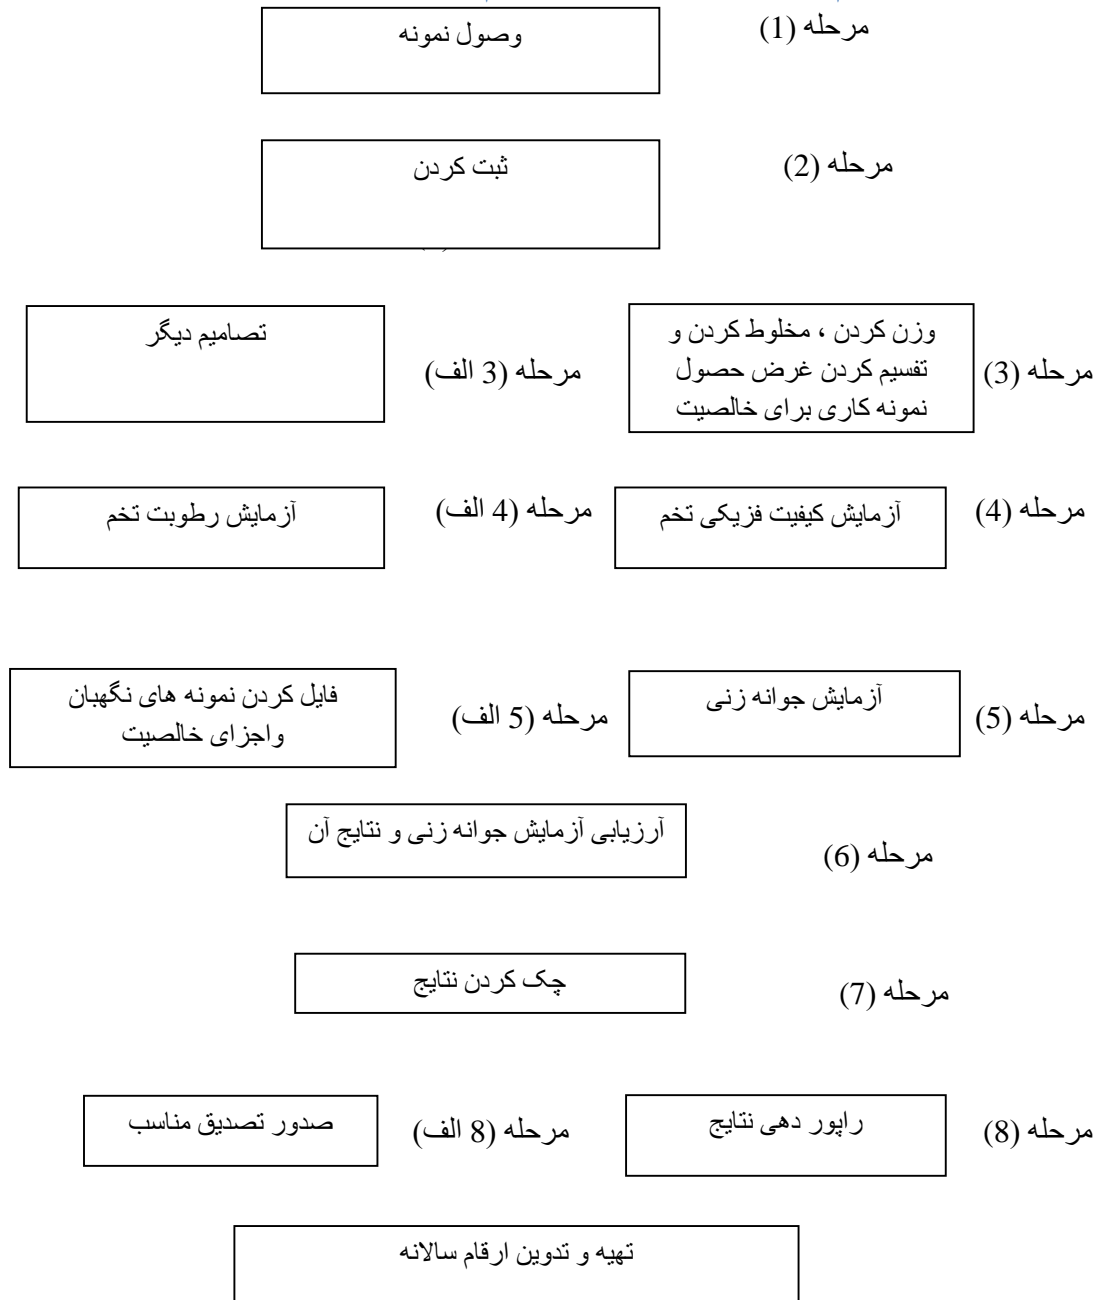 مرحله (1)
وصول نمونه
مرحله (2)
ثبت کردن
مرحله (3)
وزن کردن ، مخلوط کردن و
تفسیم کردن غرض حصول
نمونه کاری برای خالصیت
مرحله (3 الف)
تصامیم دیگر
مرحله (4)
آزمایش کیفیت فزیکی تخم
مرحله (4 الف)
آزمایش رطوبت تخم
مرحله (5)
آزمایش جوانه زنی
مرحله (5 الف)
فایل کردن نمونه های نگهبان
واجزای خالصیت
مرحله (6)
آرزیابی آزمایش جوانه زنی و نتایج آن
مرحله (7)
چک کردن نتایج
مرحله (8)
راپور دهی نتایج
مرحله (8 الف)
صدور تصدیق مناسب
تهیه و تدوین ارقام سالانه